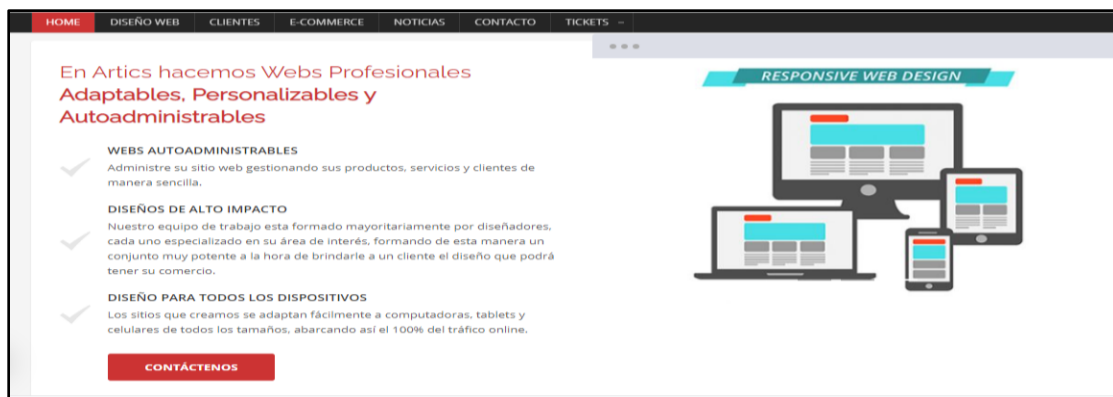 HOME DISEÑO WEB CLIENTES E-COMMERCE NOTICIAS CONTACTO TICKETS
En Artics hacemos Webs Profesionales
Adaptables, Personalizables y
Autoadministrables
WEBS AUTOADMINISTRABLES
Administre su sitio web gestionando sus productos, servicios y clientes de
manera sencilla.
DISEÑOS DE ALTO IMPACTO
Nuestro equipo de trabajo esta formado mayoritariamente por diseñadores,
cada uno especializado en su área de interés, formando de esta manera un
conjunto muy potente a la hora de brindarle a un cliente el diseño que podrá
tener su comercio.
DISEÑO PARA TODOS LOS DISPOSITIVOS
Los sitios que creamos se adaptan fácilmente a computadoras, tablets y
celulares de todos los tamaños, abarcando así el 100% del tráfico online.
CONTÁCTENOS
RESPONSIVE WEB DESIGN